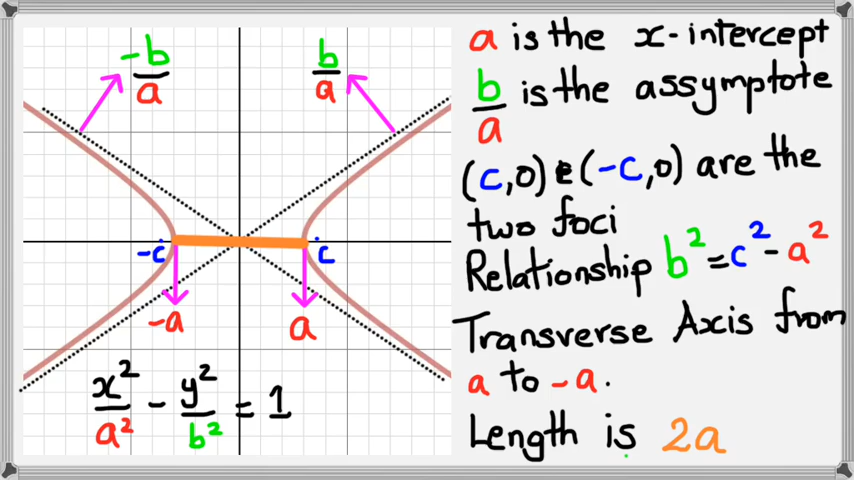 -b/a
b/a
-c
c
-a
a
x²/a² - y²/b² = 1
a is the x-intercept
b/a is the assymptote
(c,0) & (-c,0) are the
two foci
Relationship b² = c² - a²
Transverse Axis from
a to -a.
Length is 2a